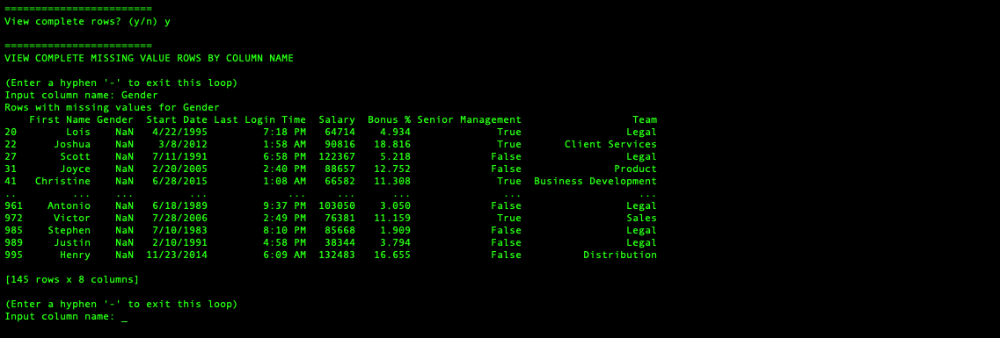 ========================
View complete rows? (y/n) y
========================
VIEW COMPLETE MISSING VALUE ROWS BY COLUMN NAME
(Enter a hyphen '-' to exit this loop)
Input column name: Gender
Rows with missing values for Gender
    First Name Gender  Start Date Last Login Time  Salary  Bonus % Senior Management                  Team
20        Lois    NaN   4/22/1995         7:18 PM   64714    4.934              True                 Legal
22      Joshua    NaN    3/8/2012         1:58 AM   90816   18.816              True       Client Services
27       Scott    NaN   7/11/1991         6:58 PM  122367    5.218             False                 Legal
31       Joyce    NaN   2/20/2005         2:40 PM   88657   12.752             False               Product
41   Christine    NaN   6/28/2015         1:08 AM   66582   11.308              True  Business Development
..         ...    ...         ...             ...     ...      ...               ...                   ...
961    Antonio    NaN   6/18/1989         9:37 PM  103050    3.050             False                 Legal
972     Victor    NaN   7/28/2006         2:49 PM   76381   11.159              True                 Sales
985    Stephen    NaN   7/10/1983         8:10 PM   85668    1.909             False                 Legal
989     Justin    NaN   2/10/1991         4:58 PM   38344    3.794             False                 Legal
995      Henry    NaN  11/23/2014         6:09 AM  132483   16.655             False          Distribution
[145 rows x 8 columns]
(Enter a hyphen '-' to exit this loop)
Input column name: _